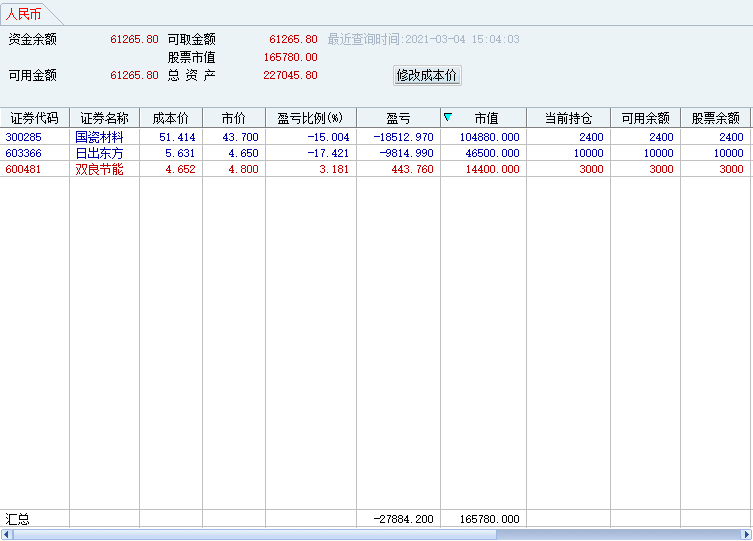 人民币
资金余额 61265.80 可取金额 61265.80 最近查询时间:2021-03-04 15:04:03
股票市值 165780.00
可用金额 61265.80 总 资 产 227045.80 修改成本价
证券代码 证券名称 成本价 市价 盈亏比例(%) 盈亏 市值 当前持仓 可用余额 股票余额
300285 国瓷材料 51.414 43.700 -15.004 -18512.970 104880.000 2400 2400 2400
603366 日出东方 5.631 4.650 -17.421 -9814.990 46500.000 10000 10000 10000
600481 双良节能 4.652 4.800 3.181 443.760 14400.000 3000 3000 3000
汇总 -27884.200 165780.000